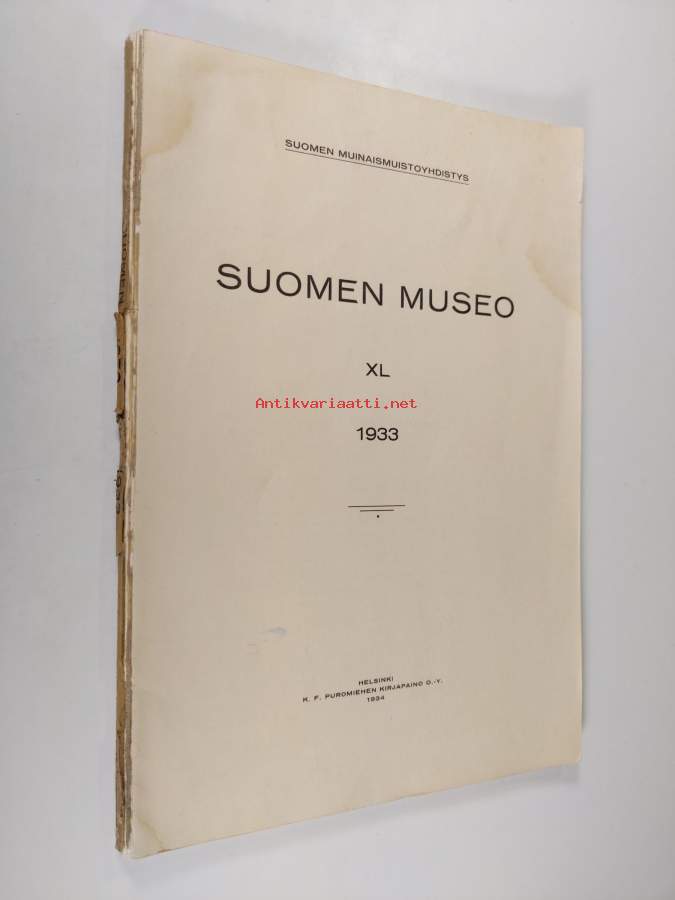 SUOMEN MUINAISMUISTOYHDISTYS
SUOMEN MUSEO
XL
Antikvariaatti.net
1933
HELSINKI
K. F. PUROMIEHEN KIRJAPAINO O.-Y.
1934